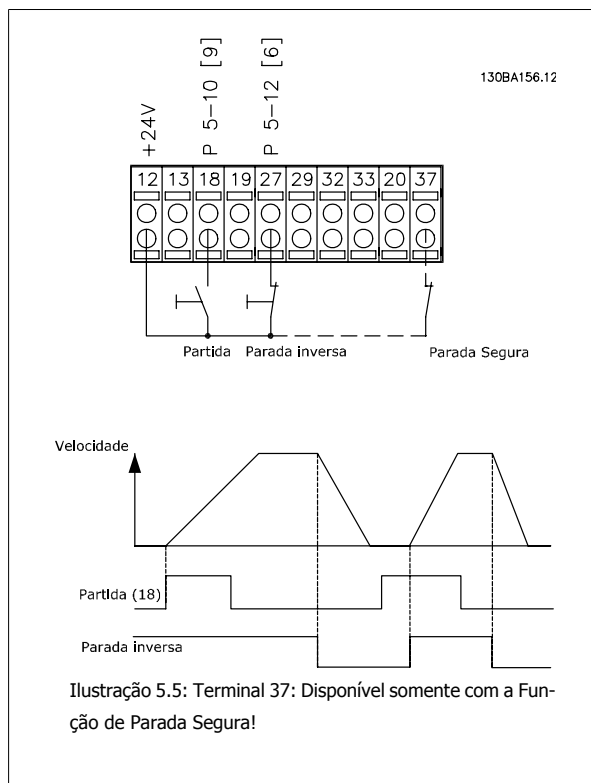 130BA156.12
+24V
P 5-10 [9]
P 5-12 [6]
12 13 18 19 27 29 32 33 20 37
Partida Parada inversa Parada Segura
Velocidade
Partida (18)
Parada inversa
Ilustração 5.5: Terminal 37: Disponível somente com a Fun-
ção de Parada Segura!